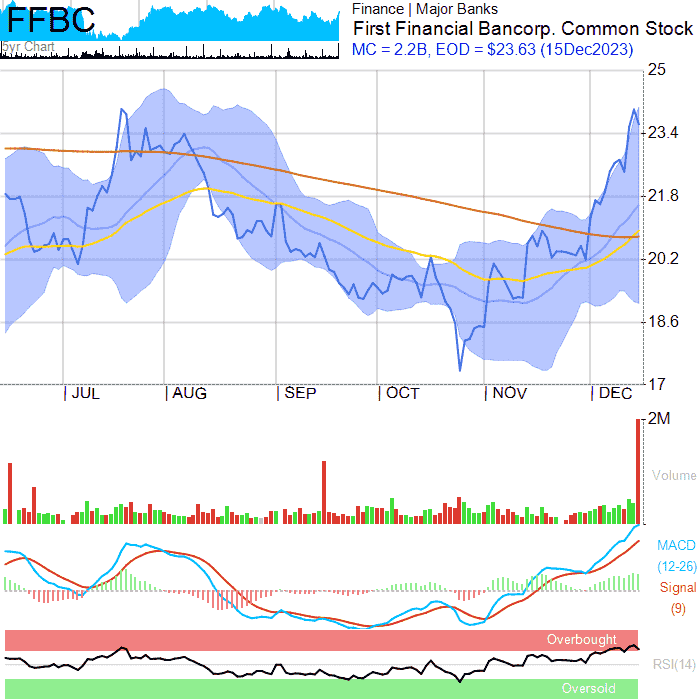 FFBC
5yr Chart
Finance | Major Banks
First Financial Bancorp. Common Stock
MC = 2.2B, EOD = $23.63 (15Dec2023)
25
23.4
21.8
20.2
18.6
17
| JUL | AUG | SEP | OCT | NOV | DEC
2M
Volume
MACD
(12-26)
Signal
(9)
Overbought
RSI(14)
Oversold